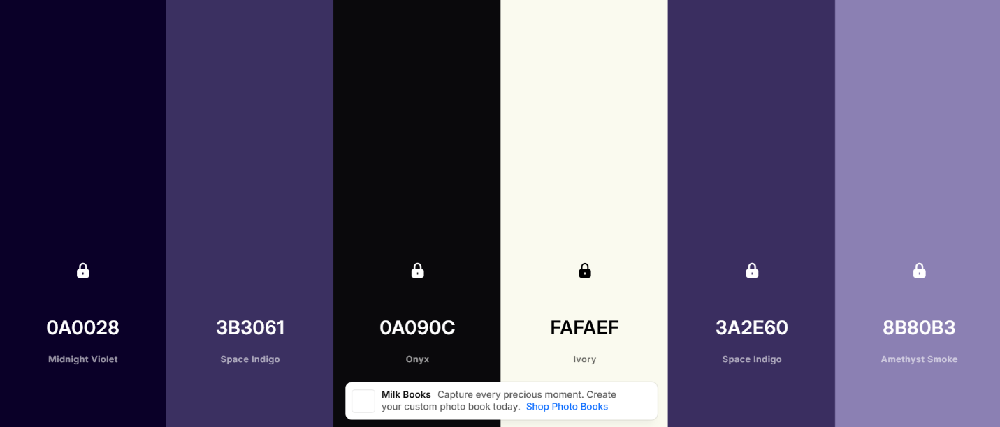 0A0028
Midnight Violet
3B3061
Space Indigo
0A090C
Onyx
FAFAEF
Ivory
3A2E60
Space Indigo
8B80B3
Amethyst Smoke
Milk Books Capture every precious moment. Create
your custom photo book today. Shop Photo Books